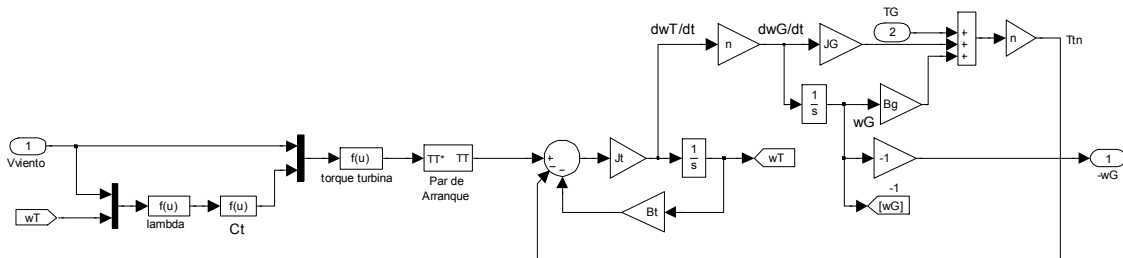 TG
2
dwT/dt
dwG/dt
n
JG
+
+
+
n
Ttn
1
s
Bg
wG
1
Vviento
f(u)
torque turbina
TT* TT
Par de
Arranque
+
−
−
Jt
1
s
wT
-1
1
-wG
wT
f(u)
lambda
f(u)
Ct
Bt
-1
[wG]